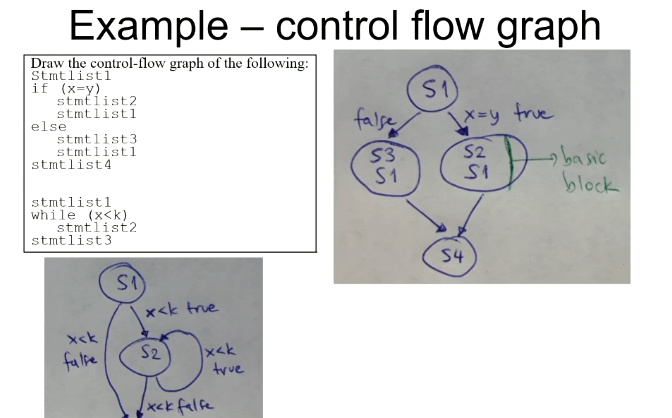 Example – control flow graph
Draw the control-flow graph of the following:
Stmtlist1
if (x=y)
stmtlist2
stmtlist1
else
stmtlist3
stmtlist1
stmtlist4
stmtlist1
while (x<k)
stmtlist2
stmtlist3
S1
false
x=y true
S3
S1
S2
S1
basic
block
S4
S1
x<k true
x<k
false
S2
x<k
true
x<k false